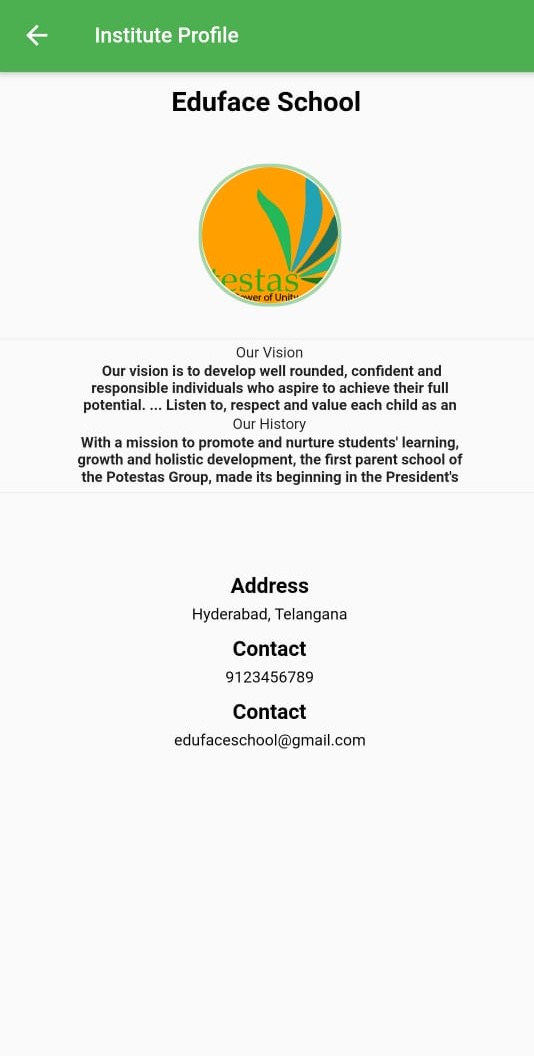 Institute Profile
Eduface School
testas
ower of Unity
Our Vision
Our vision is to develop well rounded, confident and
responsible individuals who aspire to achieve their full
potential. ... Listen to, respect and value each child as an
Our History
With a mission to promote and nurture students' learning,
growth and holistic development, the first parent school of
the Potestas Group, made its beginning in the President's
Address
Hyderabad, Telangana
Contact
9123456789
Contact
edufaceschool@gmail.com